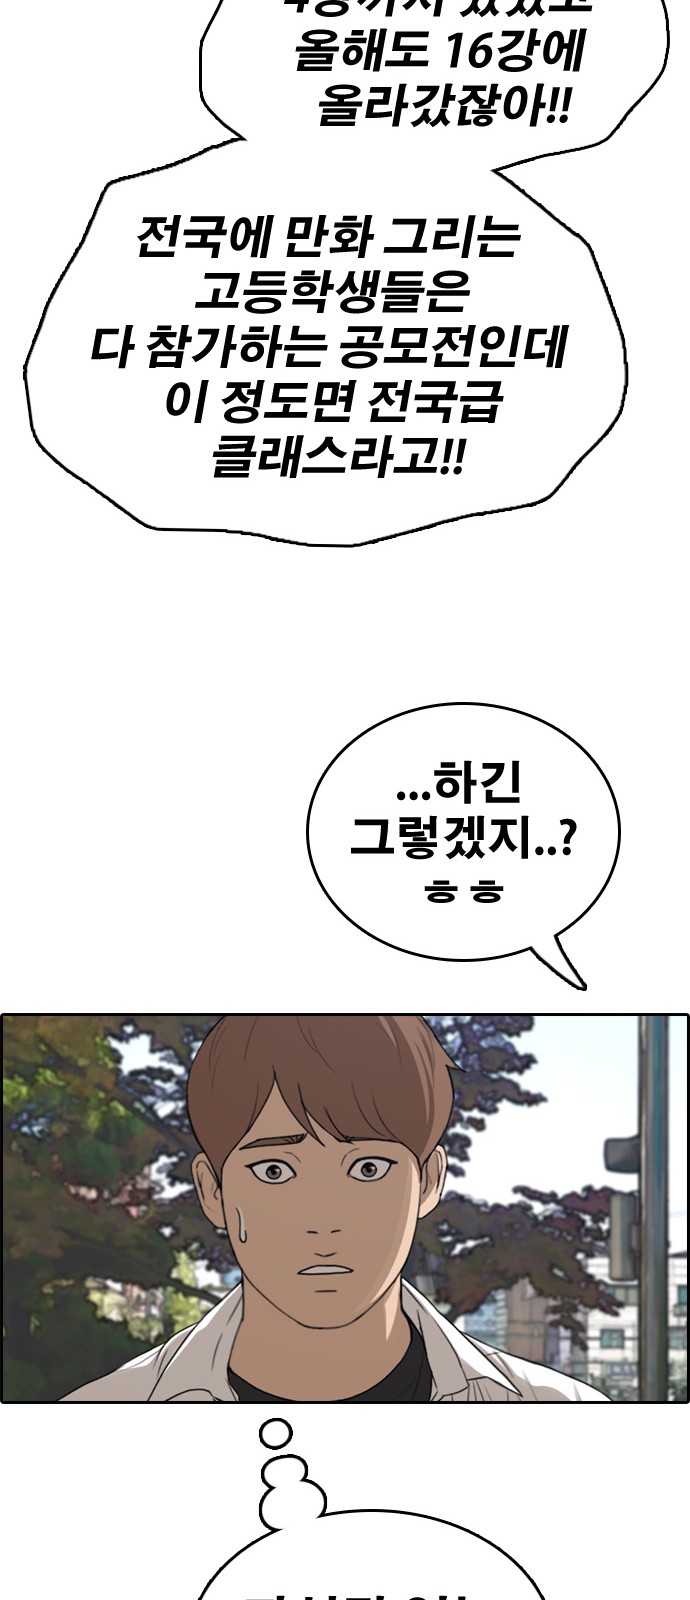 올해도 16강에
올라갔잖아!!
전국에 만화 그리는
고등학생들은
다 참가하는 공모전인데
이 정도면 전국급
클래스라고!!
...하긴
그렇겠지..?
ㅎㅎ